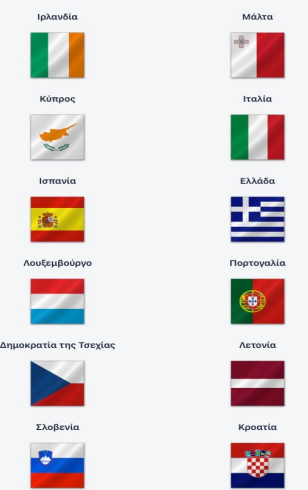 Ιρλανδία
Μάλτα
Κύπρος
Ιταλία
Ισπανία
Ελλάδα
Λουξεμβούργο
Πορτογαλία
Δημοκρατία της Τσεχίας
Λετονία
Σλοβενία
Κροατία